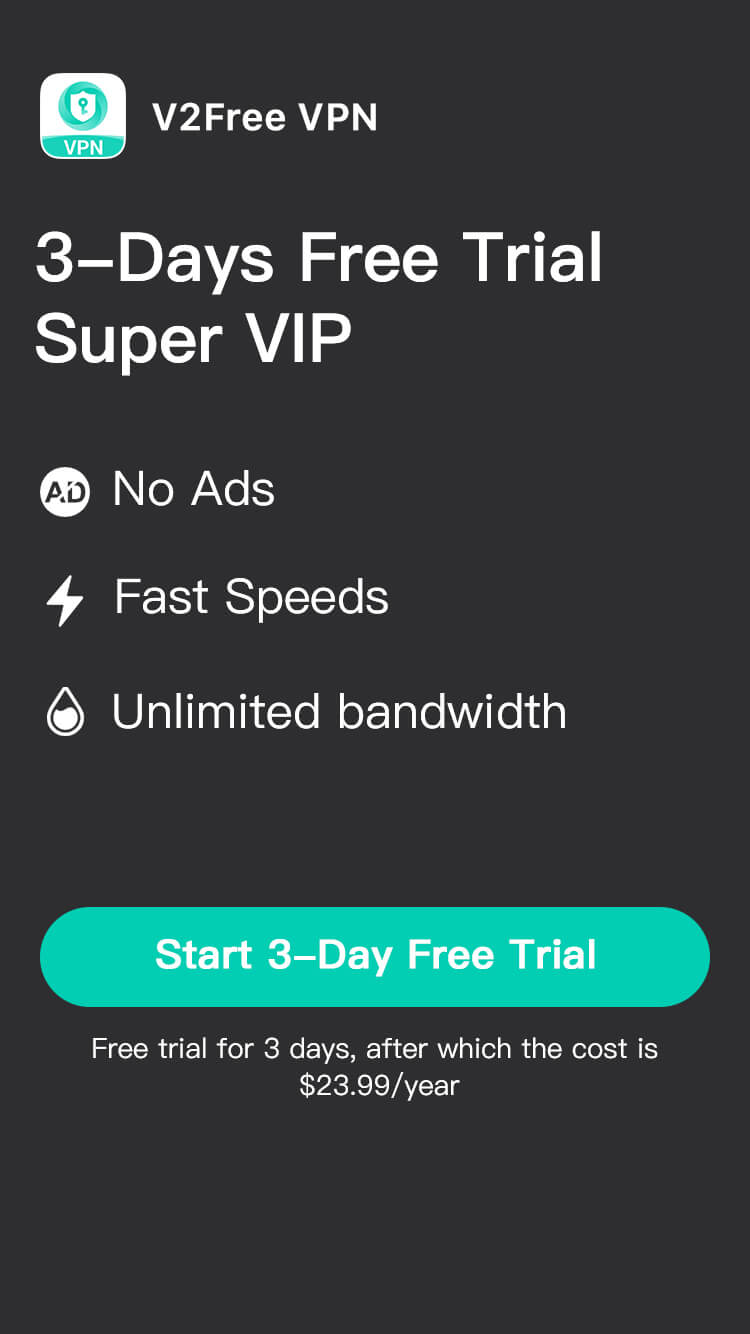 VPN
V2Free VPN
3-Days Free Trial
Super VIP
AD
No Ads
Fast Speeds
Unlimited bandwidth
Start 3-Day Free Trial
Free trial for 3 days, after which the cost is
$23.99/year